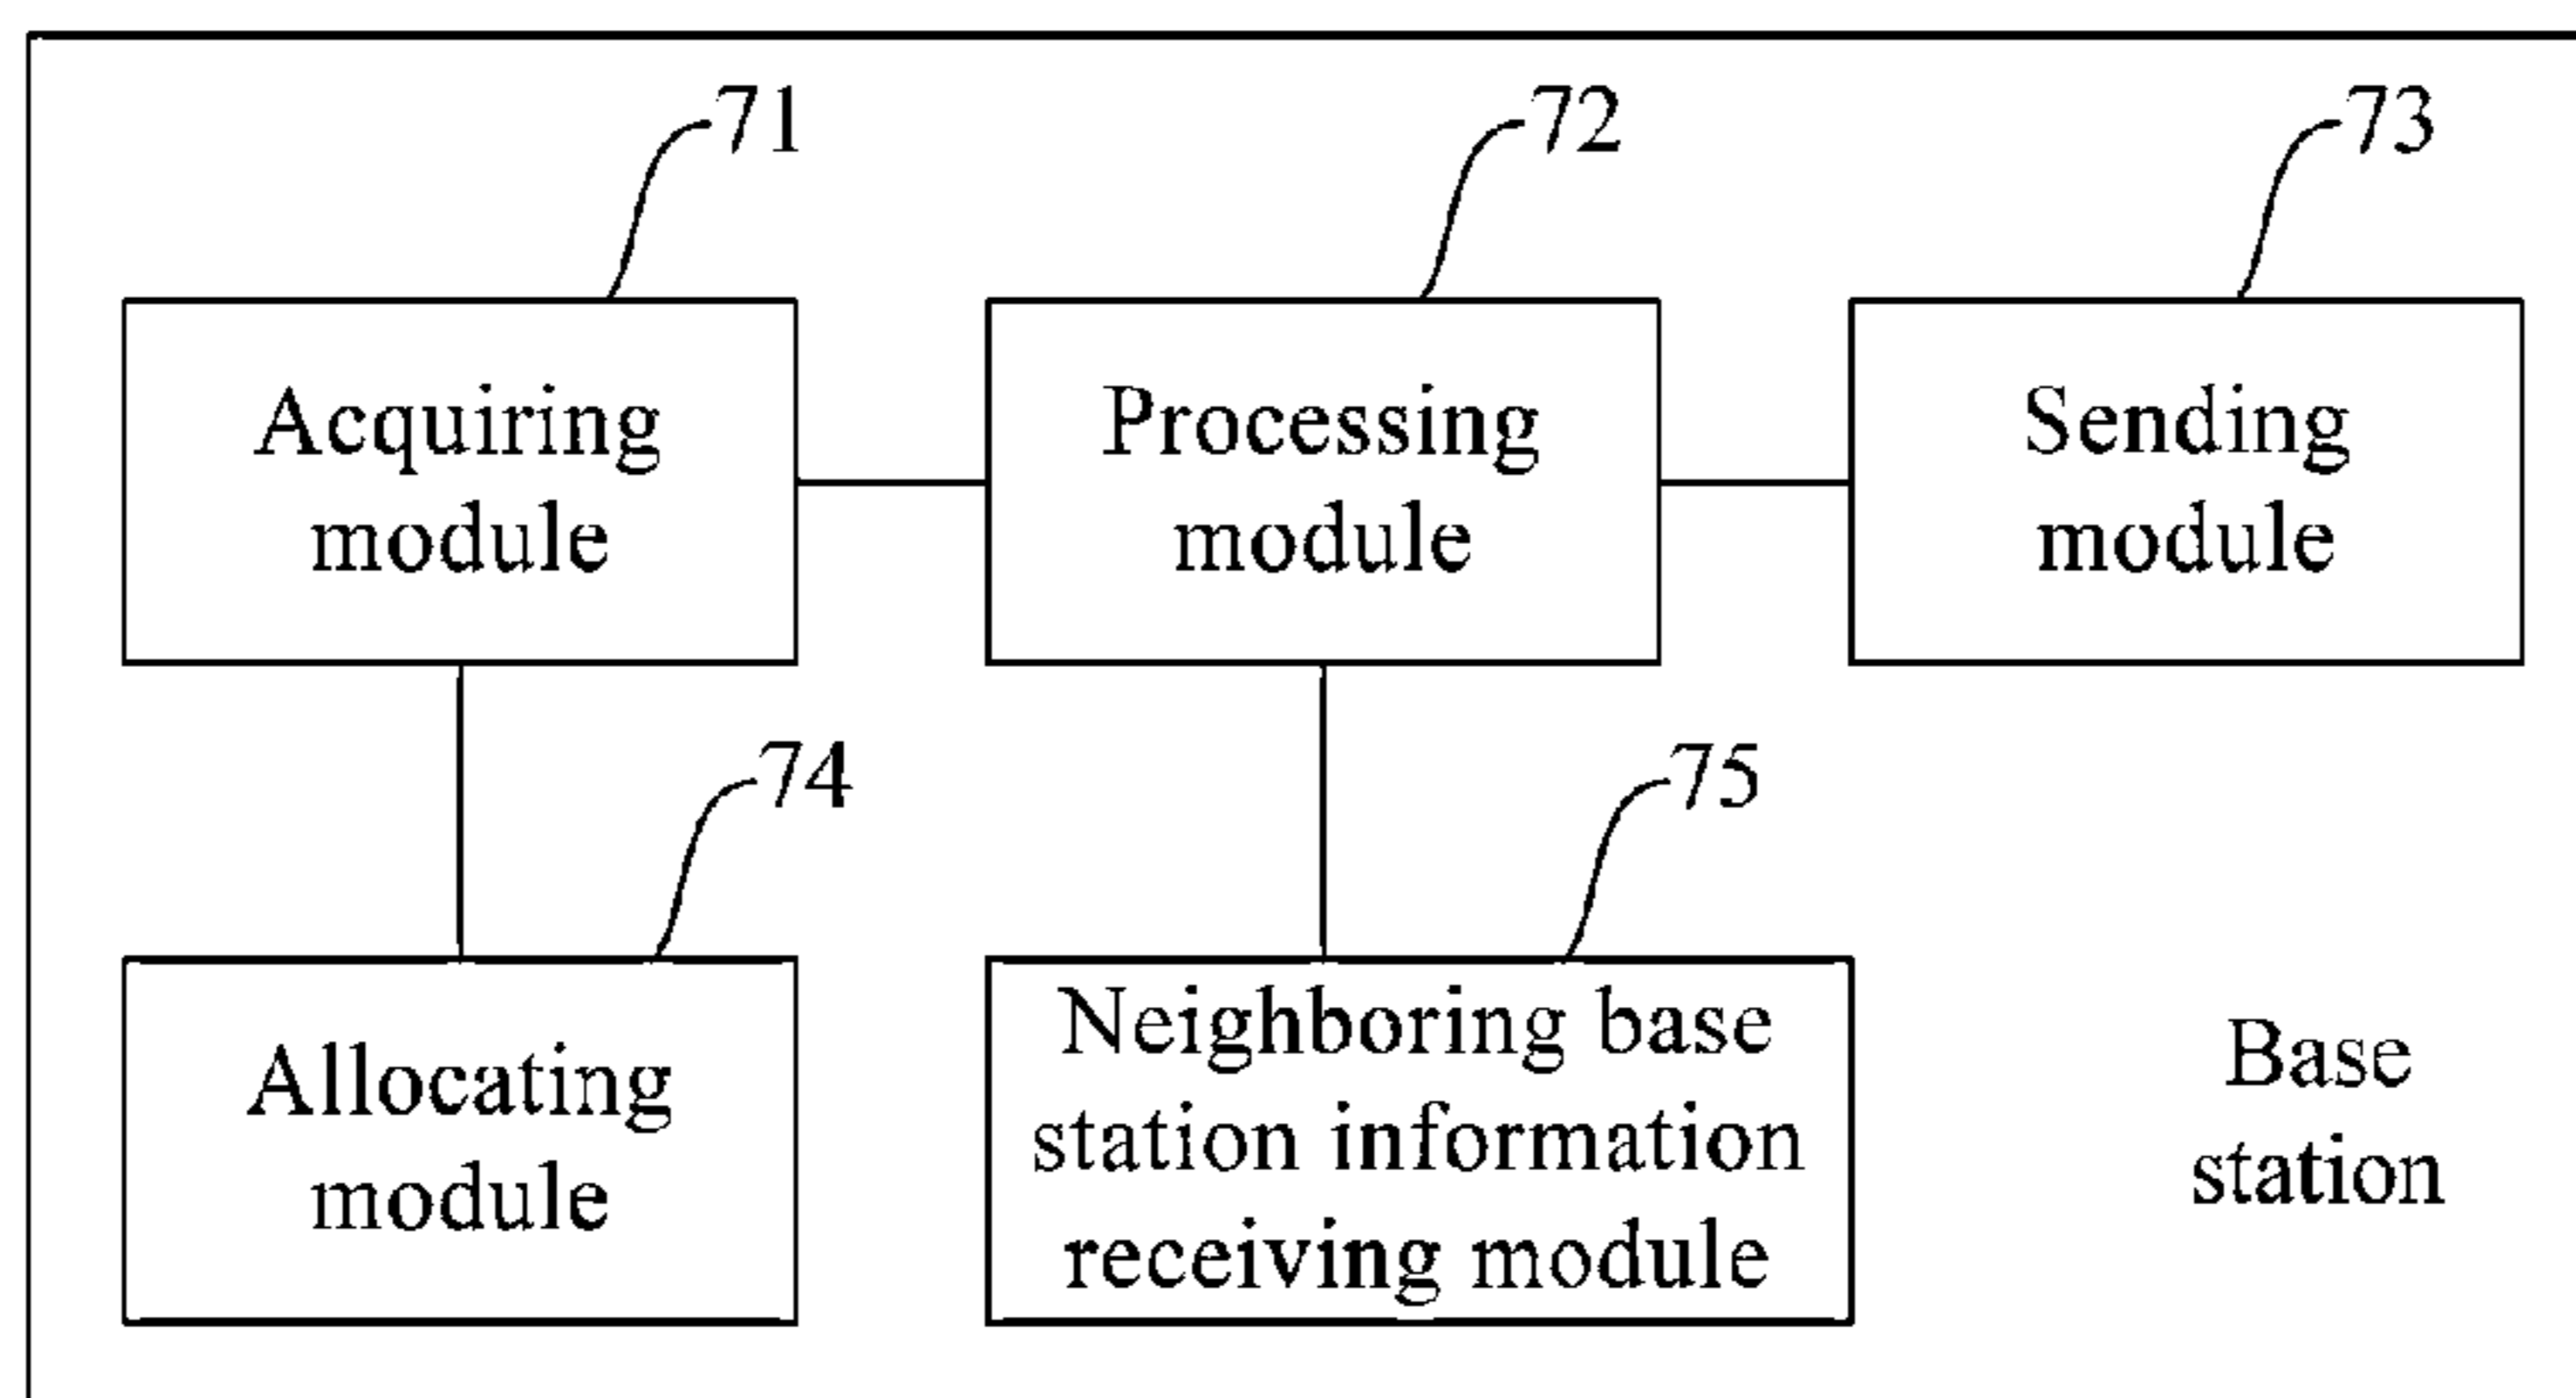 71
72
73
Acquiring
module
Processing
module
Sending
module
74
75
Allocating
module
Neighboring base
station information
receiving module
Base
station